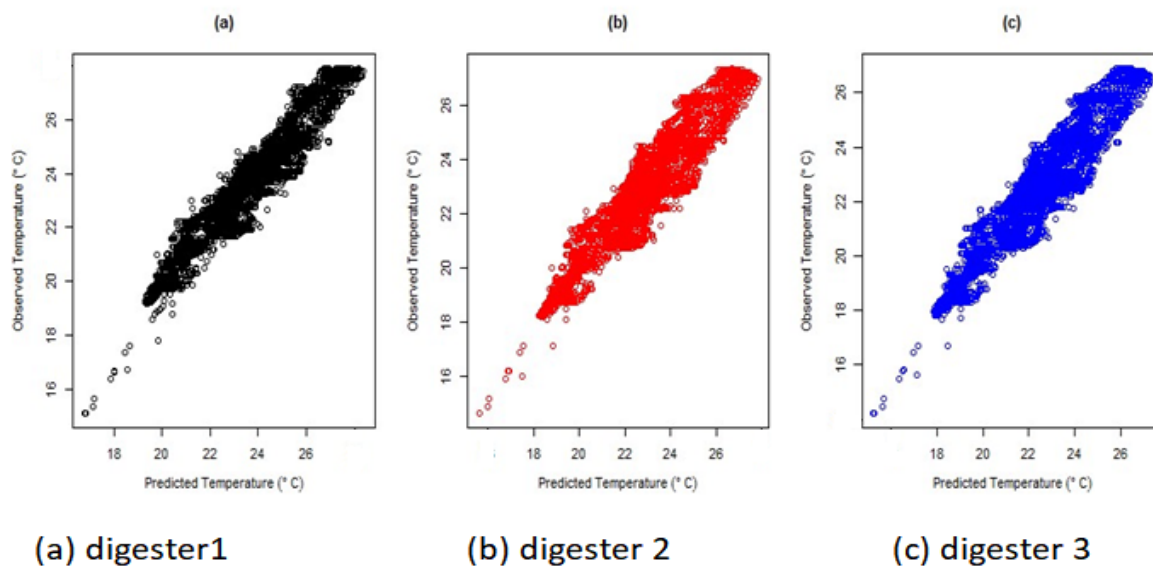 (a)
(b)
(c)
Observed Temperature (° C)
26
24
22
20
18
16
18
20
22
24
26
Predicted Temperature (° C)
Observed Temperature (° C)
26
24
22
20
18
16
18
20
22
24
26
Predicted Temperature (° C)
Observed Temperature (° C)
26
24
22
20
18
16
18
20
22
24
26
Predicted Temperature (° C)
(a) digester1
(b) digester 2
(c) digester 3